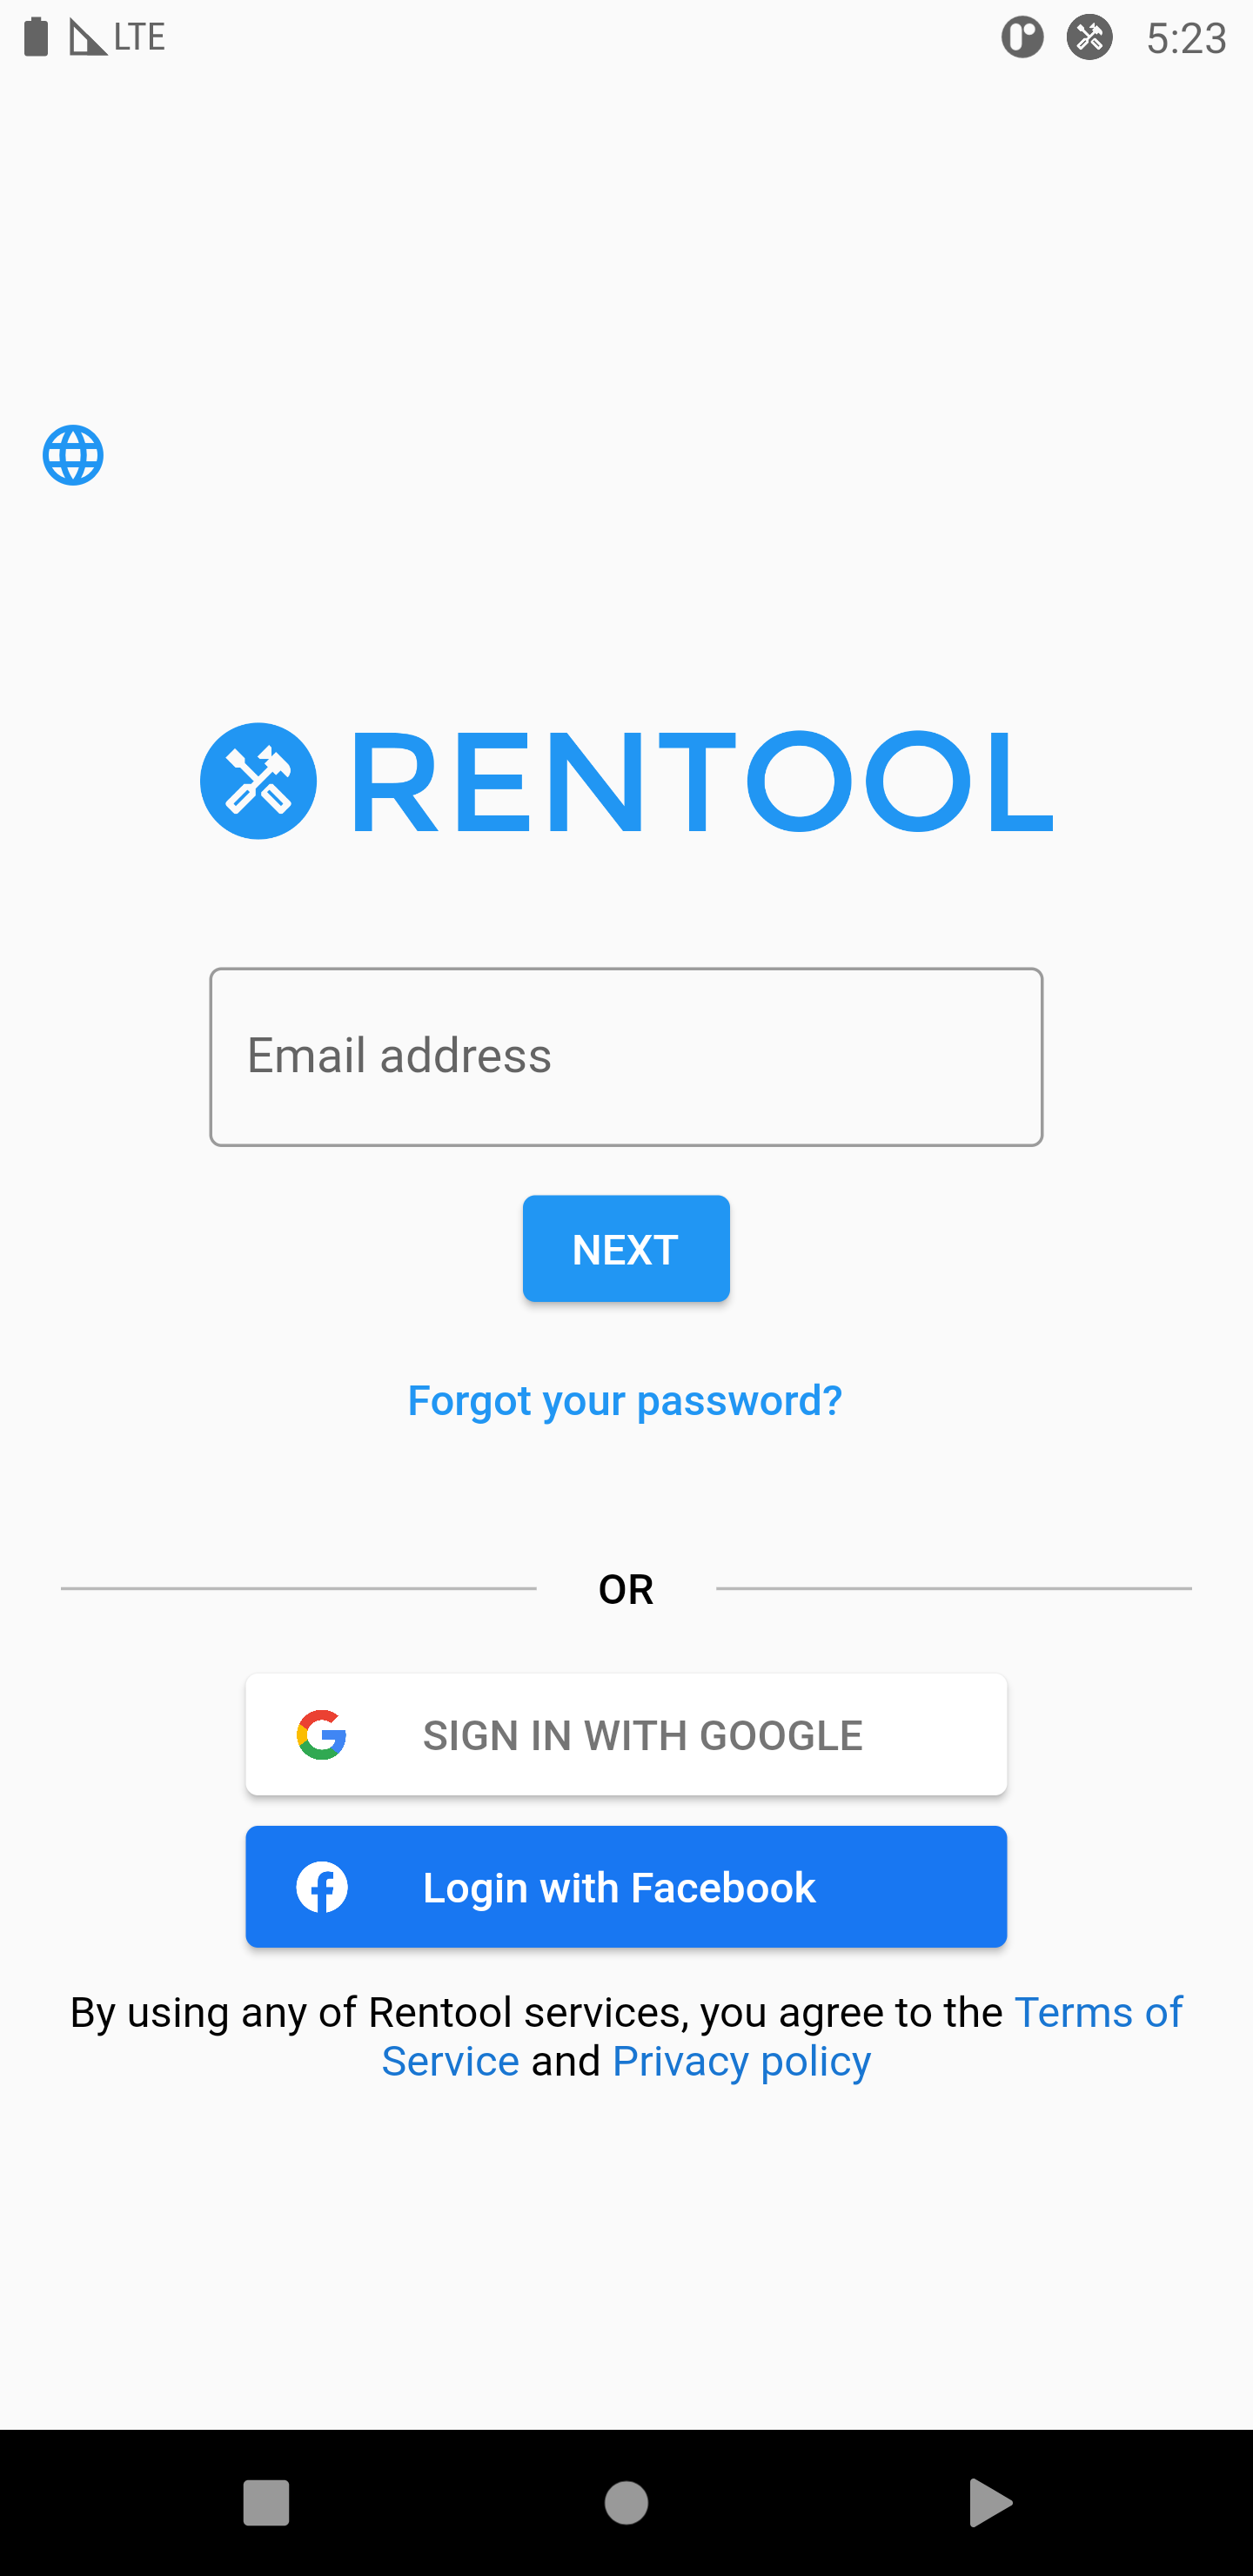 LTE 5:23
RENTOOL
Email address
NEXT
Forgot your password?
OR
SIGN IN WITH GOOGLE
Login with Facebook
By using any of Rentool services, you agree to the Terms of
Service and Privacy policy